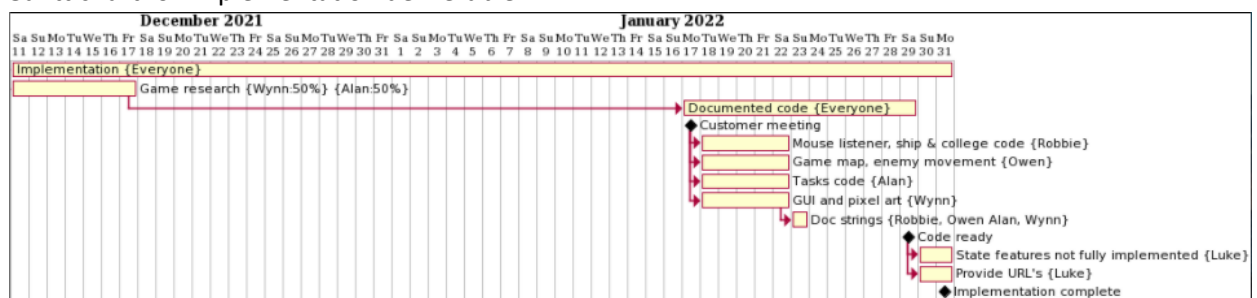 December 2021 January 2022
Sa Su Mo Tu We Th Fr Sa Su Mo Tu We Th Fr Sa Su Mo Tu We Th Fr Sa Su Mo Tu We Th Fr Sa Su Mo Tu We Th Fr Sa Su Mo Tu We Th Fr Sa Su Mo Tu We Th Fr Sa Su Mo
11 12 13 14 15 16 17 18 19 20 21 22 23 24 25 26 27 28 29 30 31 1 2 3 4 5 6 7 8 9 10 11 12 13 14 15 16 17 18 19 20 21 22 23 24 25 26 27 28 29 30 31
Implementation {Everyone}
Game research {Wynn:50%} {Alan:50%}
Documented code {Everyone}
Customer meeting
Mouse listener, ship & college code {Robbie}
Game map, enemy movement {Owen}
Tasks code {Alan}
GUI and pixel art {Wynn}
Doc strings {Robbie, Owen Alan, Wynn}
Code ready
State features not fully implemented {Luke}
Provide URL's {Luke}
Implementation complete